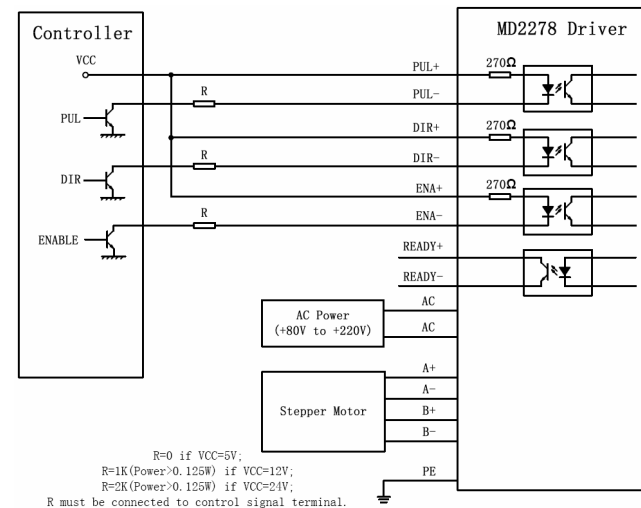 Controller
MD2278 Driver
VCC
PUL+
270Ω
R
PUL-
PUL
DIR+
270Ω
R
DIR-
DIR
ENA+
270Ω
R
ENA-
ENABLE
READY+
READY-
AC Power
(+80V to +220V)
AC
AC
Stepper Motor
A+
A-
B+
B-
PE
R=0 if VCC=5V;
R=1K(Power>0.125W) if VCC=12V;
R=2K(Power>0.125W) if VCC=24V;
R must be connected to control signal terminal.